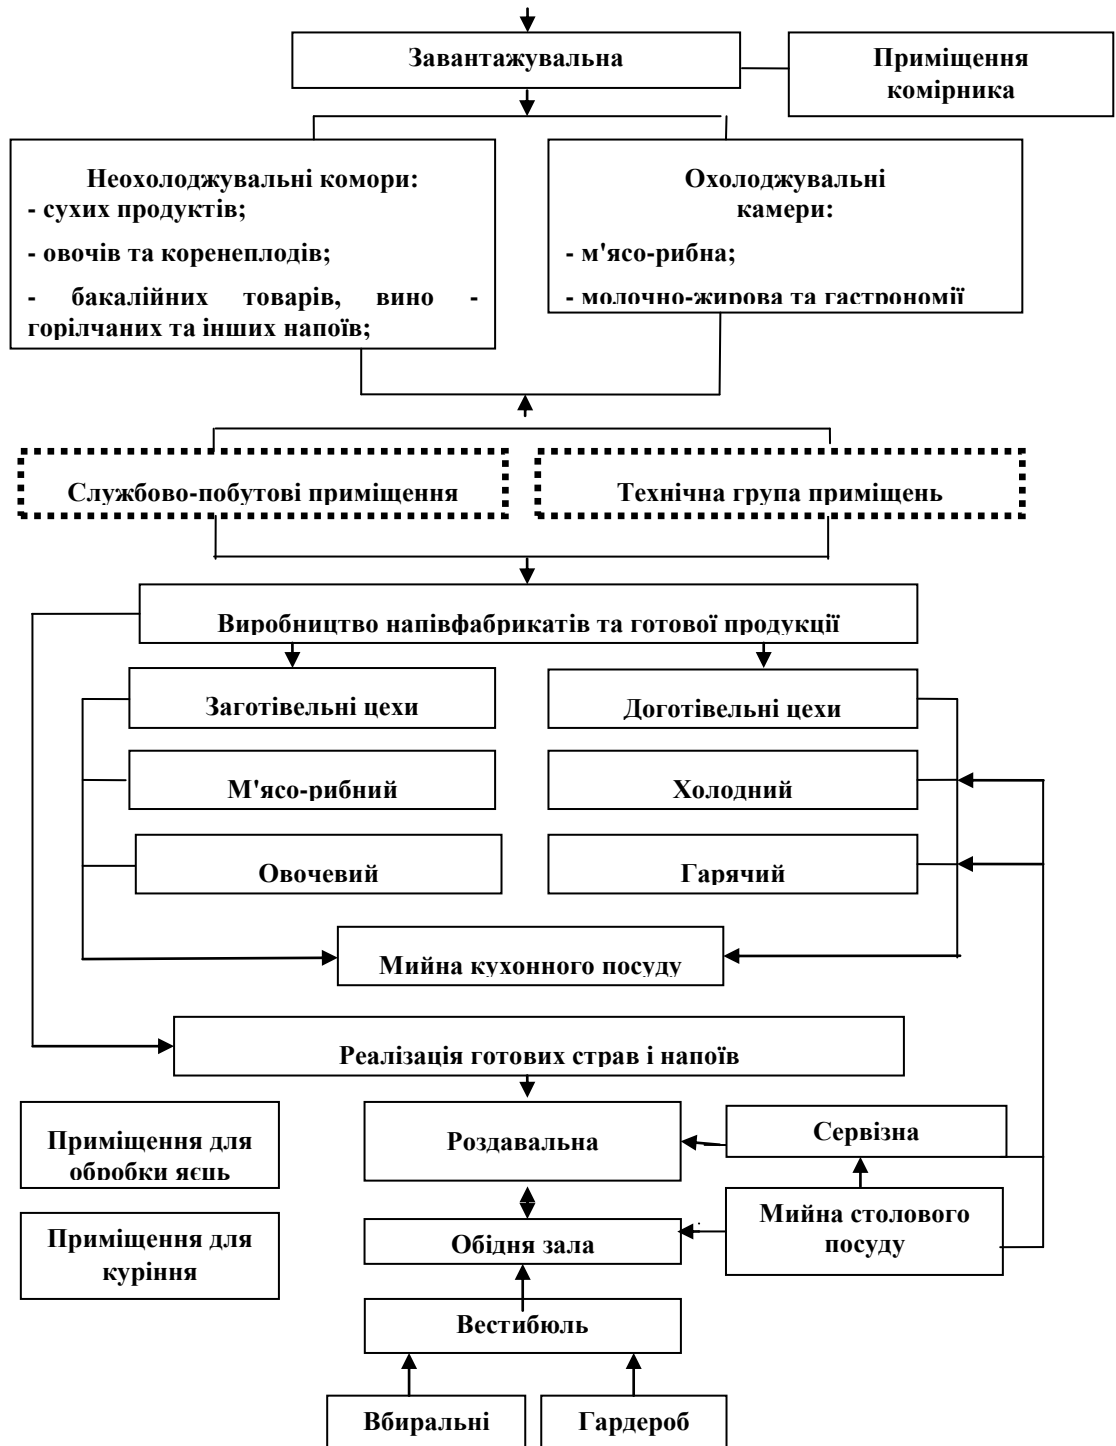 Завантажувальна
Приміщення
комірника
Неохолоджувальні комори:
- сухих продуктів;
- овочів та коренеплодів;
- бакалійних товарів, вино -
горілчаних та інших напоїв;
Охолоджувальні
камери:
- м'ясо-рибна;
- молочно-жирова та гастрономії
Службово-побутові приміщення
Технічна група приміщень
Виробництво напівфабрикатів та готової продукції
Заготівельні цехи
Доготівельні цехи
М'ясо-рибний
Холодний
Овочевий
Гарячий
Мийна кухонного посуду
Реалізація готових страв і напоїв
Приміщення для
обробки яєць
Роздавальна
Сервізна
Приміщення для
куріння
Обідня зала
Мийна столового
посуду
Вестибюль
Вбиральні
Гардероб